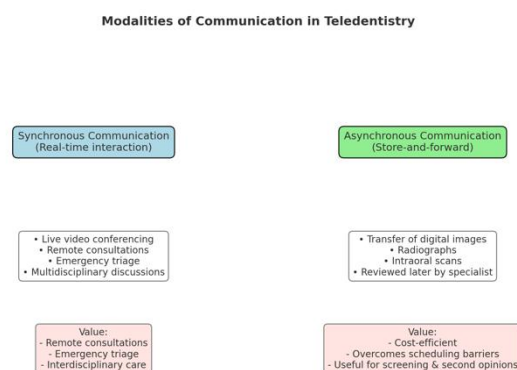 Modalities of Communication in Teledentistry
Synchronous Communication
(Real-time interaction)
Asynchronous Communication
(Store-and-forward)
• Live video conferencing
• Remote consultations
• Emergency triage
• Multidisciplinary discussions
• Transfer of digital images
• Radiographs
• Intraoral scans
• Reviewed later by specialist
Value:
- Remote consultations
- Emergency triage
- Interdisciplinary care
Value:
- Cost-efficient
- Overcomes scheduling barriers
- Useful for screening & second opinions